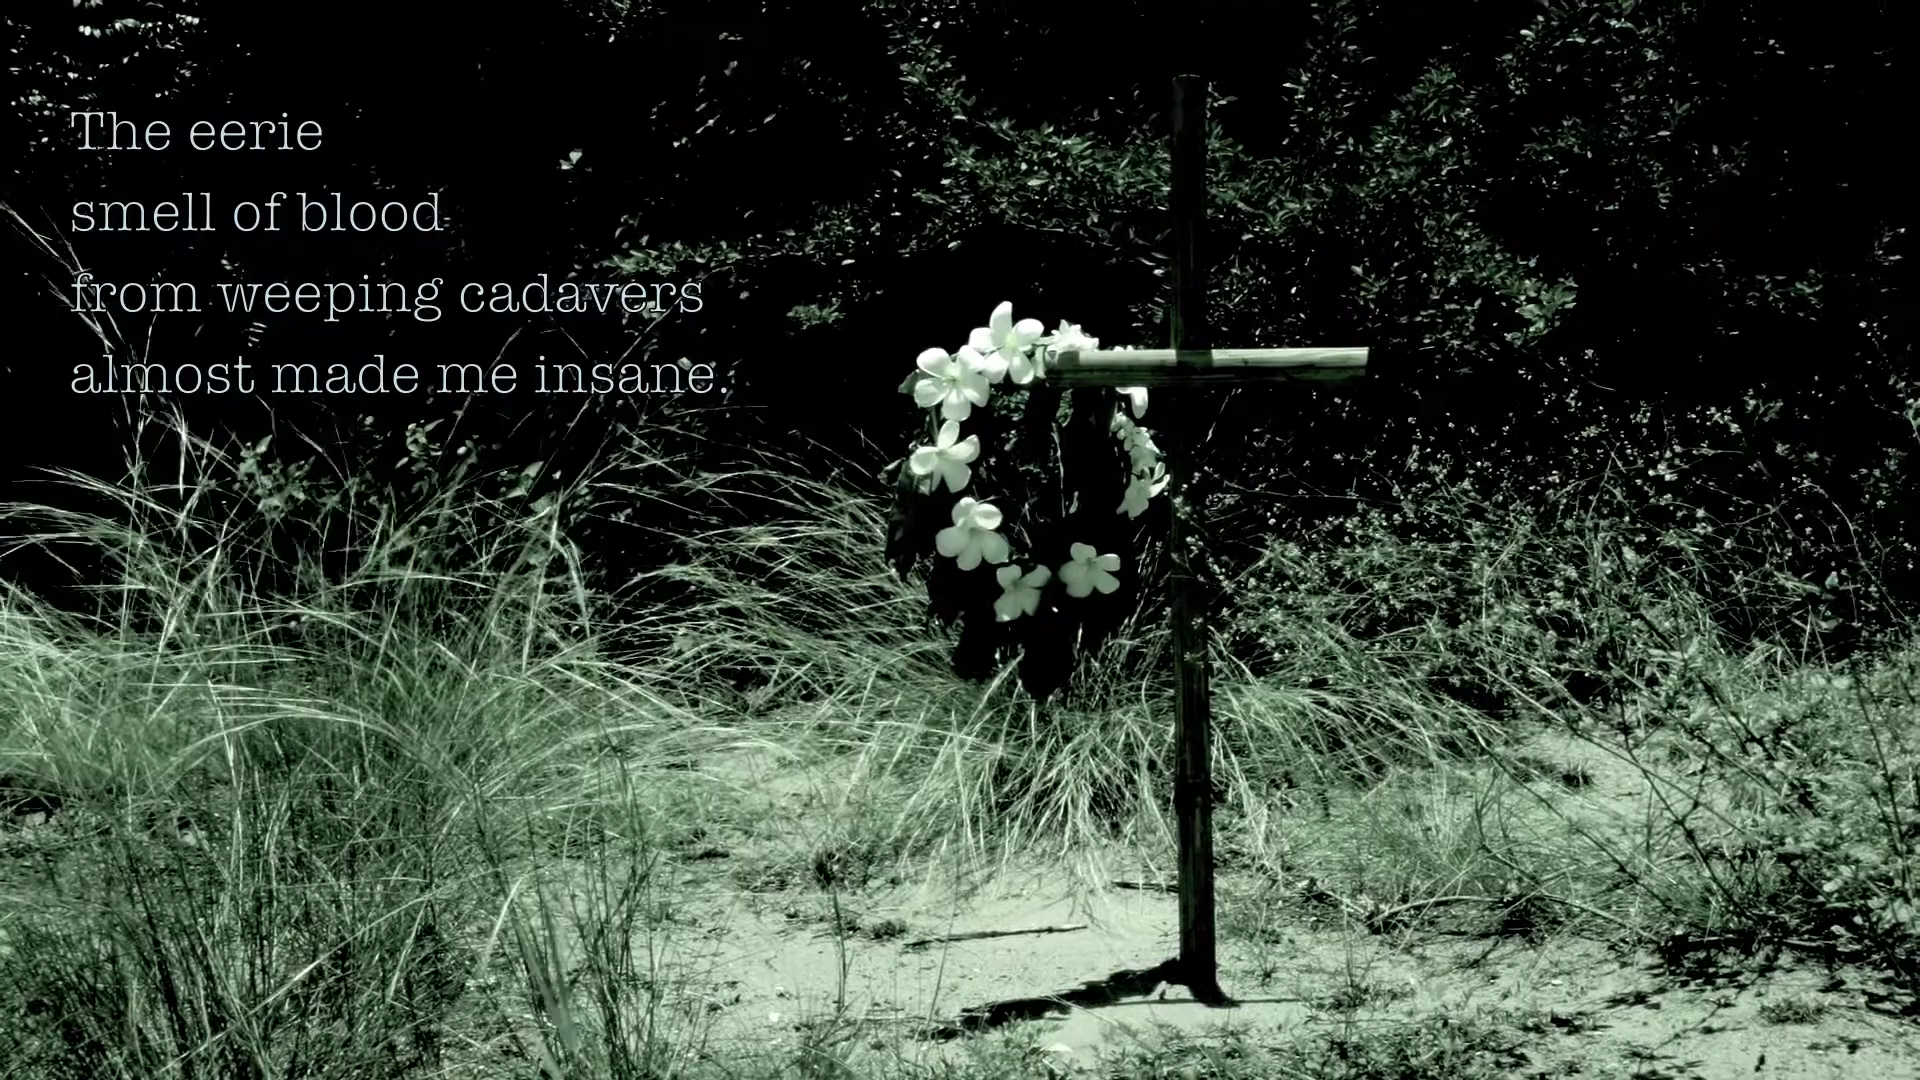 The eerie
smell of blood
from weeping cadavers
almost made me insane.